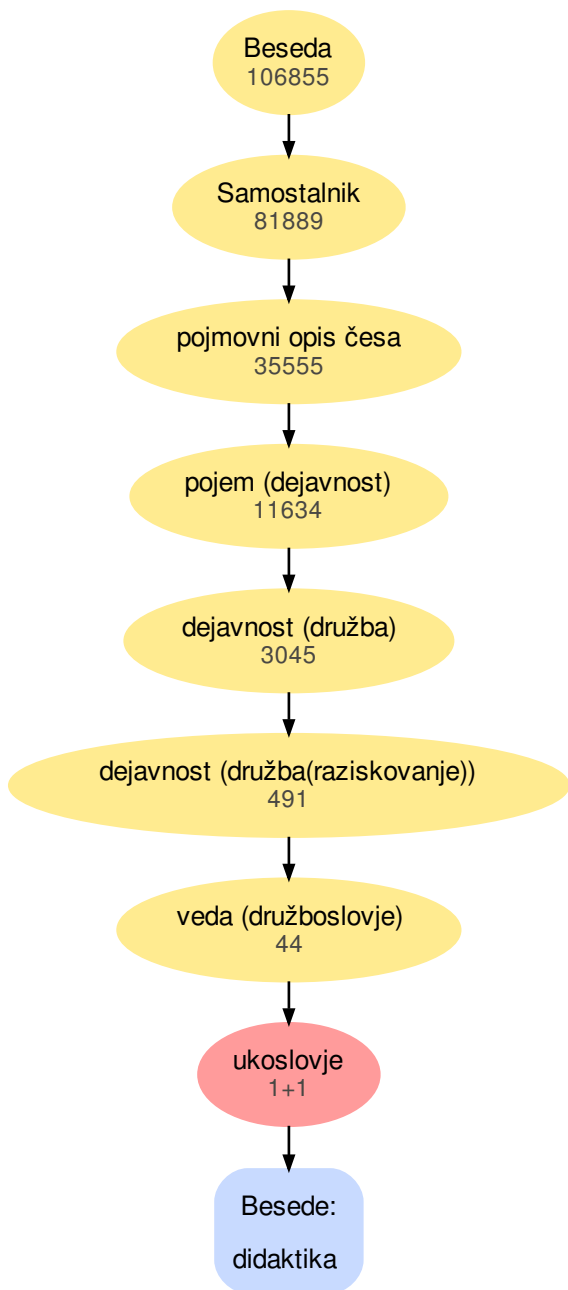 Beseda
106855
Samostalnik
81889
pojmovni opis česa
35555
pojem (dejavnost)
11634
dejavnost (družba)
3045
dejavnost (družba(raziskovanje))
491
veda (družboslovje)
44
ukoslovje
1+1
Besede:
didaktika